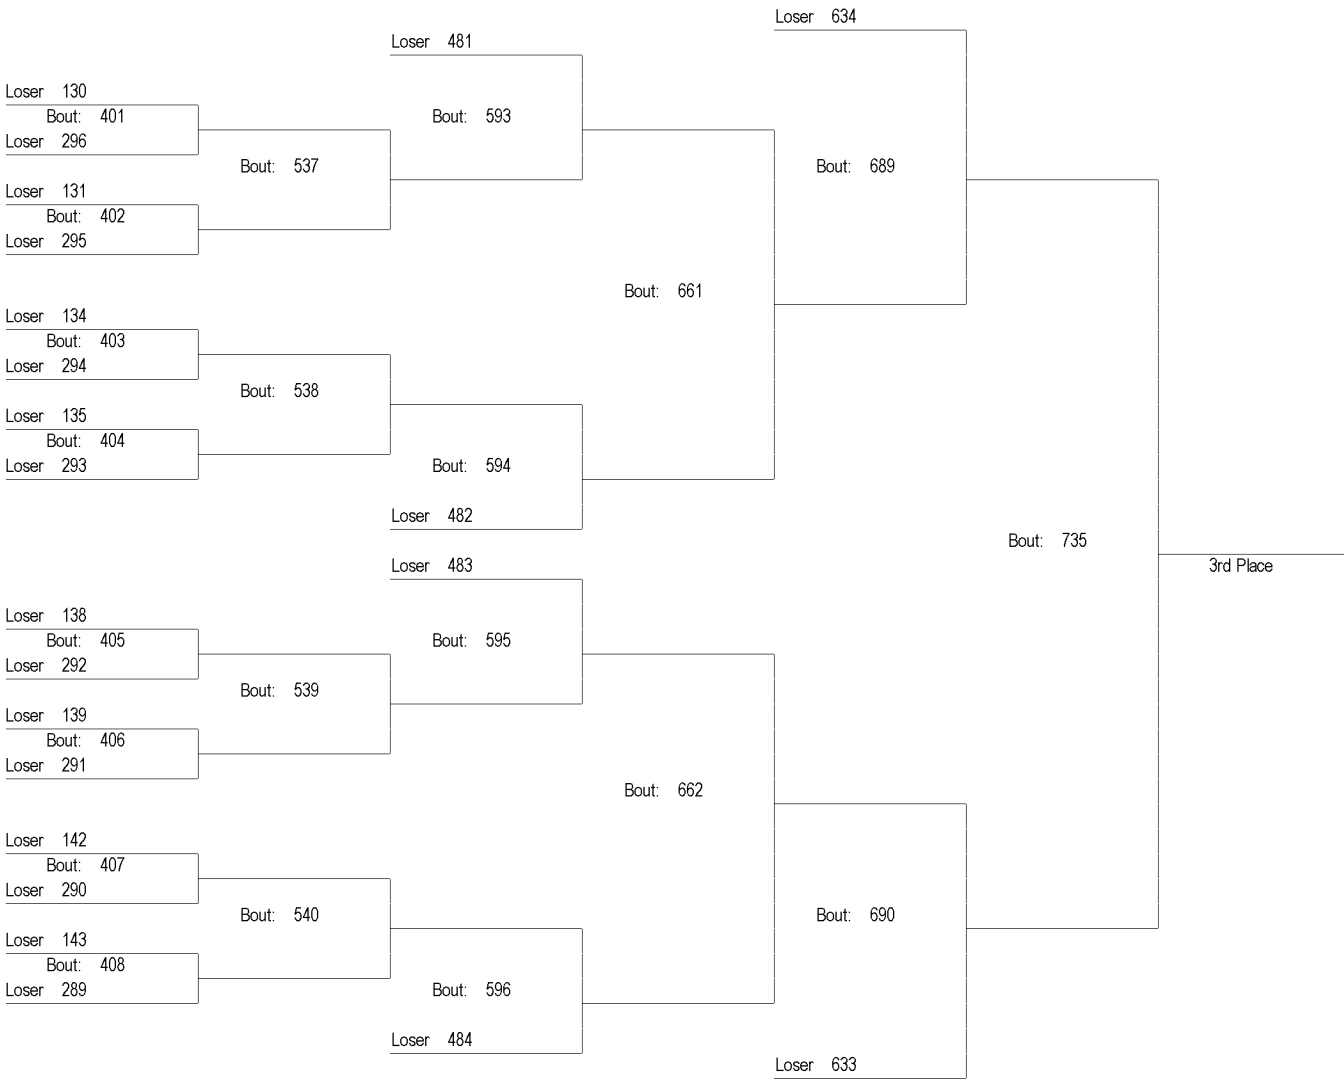 Loser 634
Loser 481
Loser 130
Bout: 401
Bout: 593
Loser 296
Bout: 537
Bout: 689
Loser 131
Bout: 402
Loser 295
Bout: 661
Loser 134
Bout: 403
Loser 294
Bout: 538
Loser 135
Bout: 404
Loser 293
Bout: 594
Loser 482
Bout: 735
Loser 483
3rd Place
Loser 138
Bout: 405
Bout: 595
Loser 292
Bout: 539
Loser 139
Bout: 406
Loser 291
Bout: 662
Loser 142
Bout: 407
Loser 290
Bout: 540
Bout: 690
Loser 143
Bout: 408
Loser 289
Bout: 596
Loser 484
Loser 633